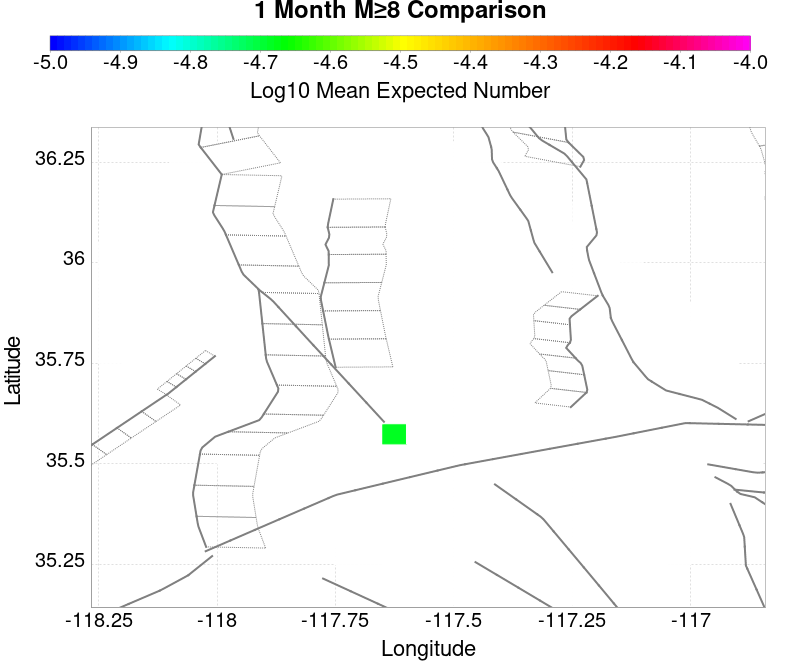 1 Month M≥8 Comparison
-5.0 -4.9 -4.8 -4.7 -4.6 -4.5 -4.4 -4.3 -4.2 -4.1 -4.0
Log10 Mean Expected Number
36.25
36
35.75
35.5
35.25
Latitude
-118.25 -118 -117.75 -117.5 -117.25 -117
Longitude